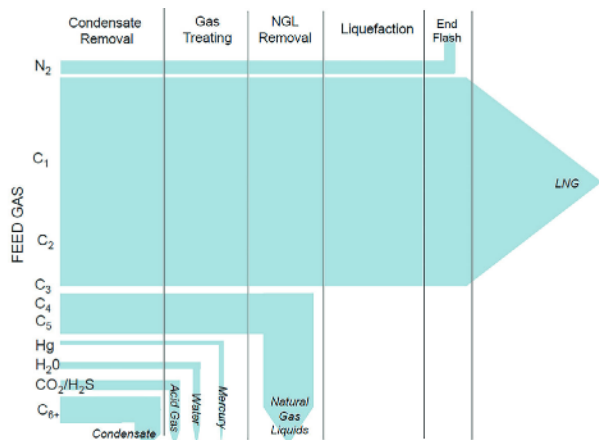 Condensate
Removal
Gas
Treating
NGL
Removal
Liquefaction
End
Flash
FEED GAS
N₂
C₁
C₂
C₃
C₄
C₅
Hg
H₂0
CO₂/H₂S
C₆₊
LNG
Condensate
Acid Gas
Water
Mercury
Natural
Gas
Liquids